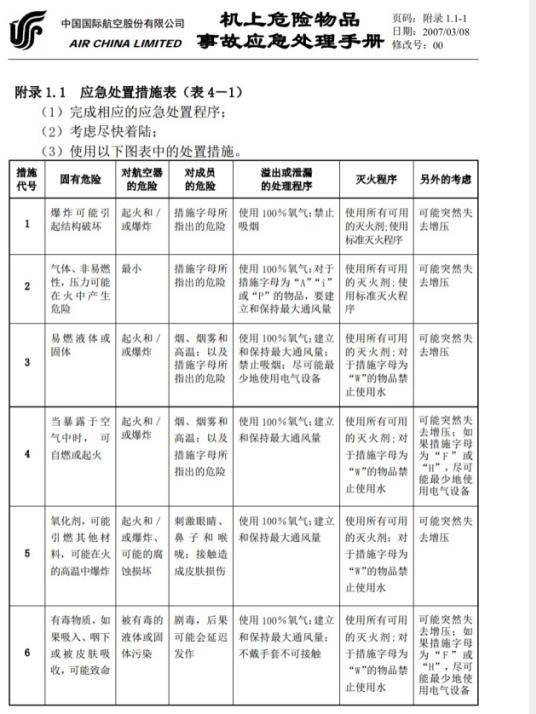 中国国际航空股份有限公司
AIR CHINA LIMITED
机上危险物品
事故应急处理手册
页码：附录 1.1-1
日期：2007/03/08
修改号：00
附录 1.1 应急处置措施表（表 4－1）
（1）完成相应的应急处置程序；
（2）考虑尽快着陆；
（3）使用以下图表中的处置措施。
措施
代号
固有危险
对航空器
的危险
对成员
的危险
溢出或泄漏
的处理程序
灭火程序
另外的考虑
1
爆炸可能引
起结构破坏
起火和/
或爆炸
措施字母所
指出的危险
使用 100%氧气；禁止
吸烟
使用所有可用
的灭火剂；使用
标准灭火程序
可能突然失
去增压
2
气体、非易燃
性，压力可能
在火中产生
危险
最小
措施字母所
指出的危险
使用 100%氧气；对于
措施字母为“A”“i”
或“P”的物品，要建
立和保持最大通风量
使用所有可用
的灭火剂；使
用标准灭火程
序
可能突然失
去增压
3
易燃液体或
固体
起火和/
或爆炸
烟、烟雾和
高温；以及
措施字母所
指出的危险
使用 100%氧气；建立
和保持最大通风量；
禁止吸烟；尽可能最
少地使用电气设备
使用所有可用
的灭火剂；对
于措施字母为
“W”的物品禁
止使用水
可能突然失
去增压
4
当暴露于空
气中时， 可
自燃或起火
起火和/
或爆炸
烟、烟雾和
高温；以及
措施字母所
指出的危险
使用 100%氧气；建立
和保持最大通风量
使用所有可用
的灭火剂；对
于措施字母为
“W”的物品禁
止使用水
可能突然失
去增压；如
果措施字母
为“F”或
“H”，尽可
能最少地使
用电气设备
5
氧化剂，可能
引燃其他材
料，可能在火
的高温中爆炸
起火和/
或爆炸、
可能的腐
蚀损坏
刺激眼睛、
鼻子和喉
咙；接触造
成皮肤损伤
使用 100%氧气；建立
和保持最大通风量
使用所有可用
的灭火剂；对
于措施字母为
“W”的物品禁
止使用水
可能突然失
去增压
6
有毒物质，如
果吸入、咽下
或被皮肤吸
收，可能致命
被有毒的
液体或固
体污染
剧毒，后果
可能会延迟
发作
使用 100%氧气；建立
和保持最大通风量；
不戴手套不可接触
使用所有可用
的灭火剂；对
于措施字母为
“W”的物品禁
止使用水
可能突然失
去增压；如
果措施字母
为“F”或
“H”，尽可
能最少地使
用电气设备